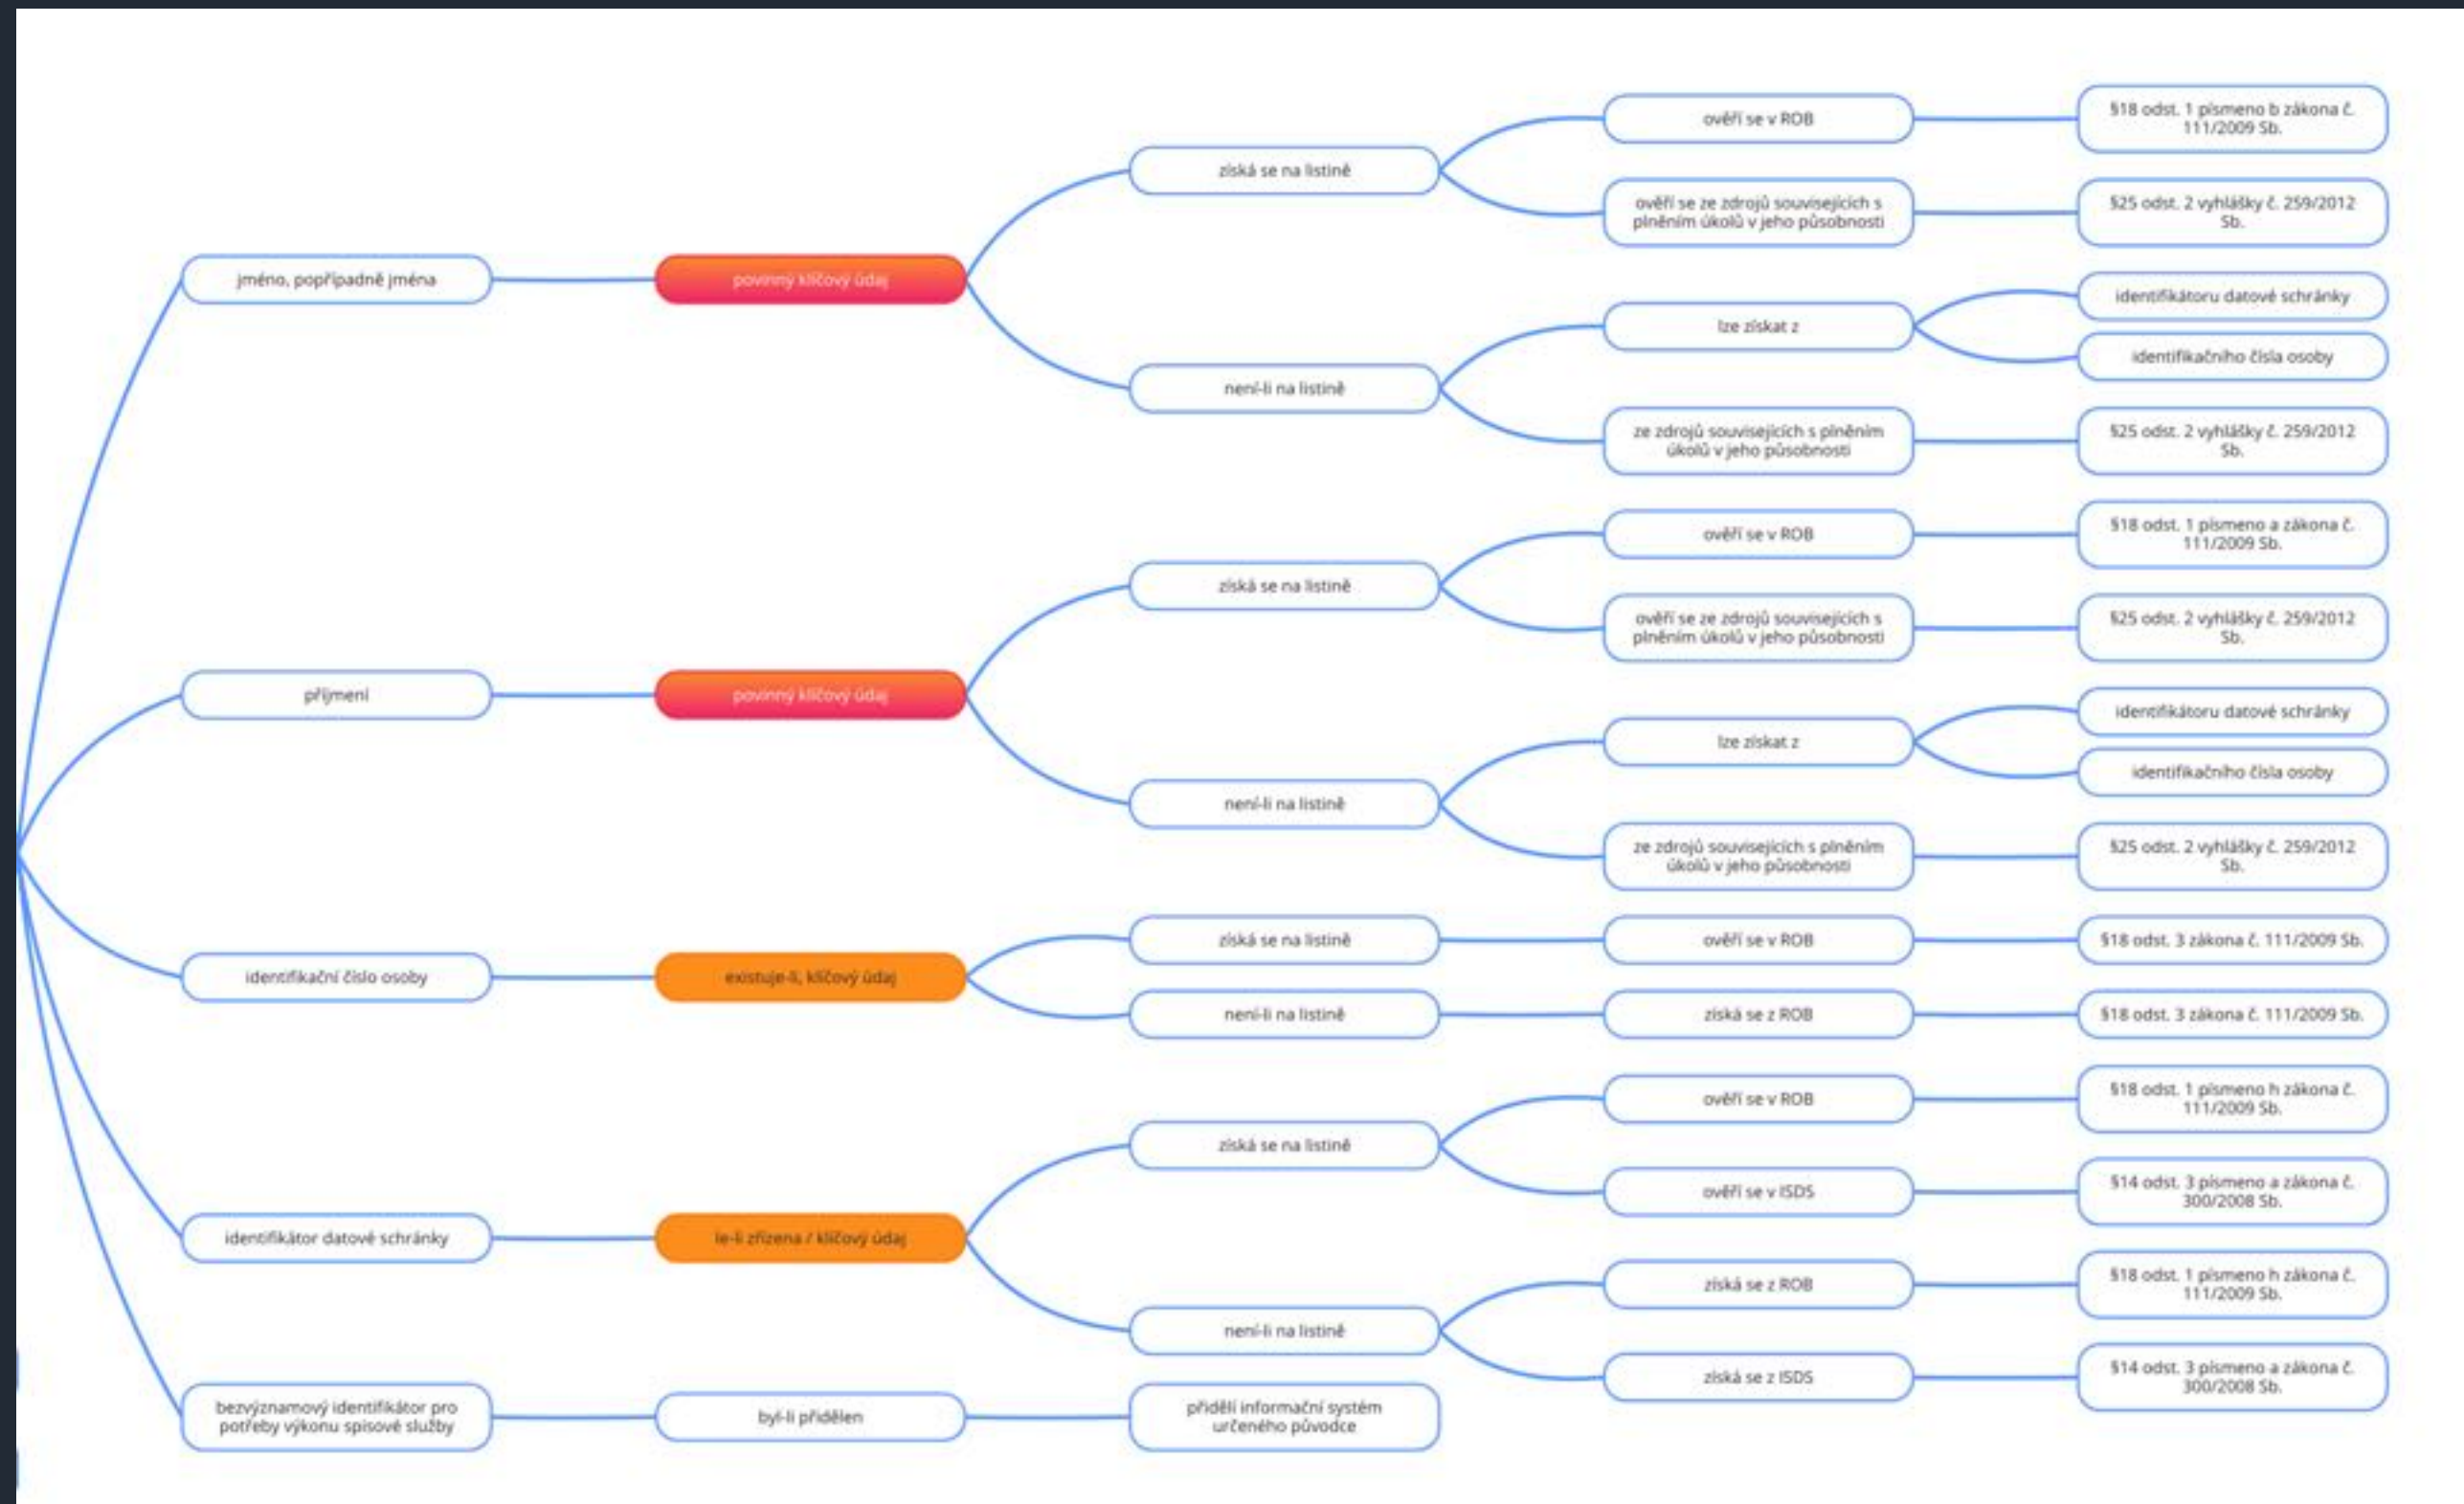 jméno, popřípadně jména
povinný klíčový údaj
získá se na listině
ověří se v ROB
§18 odst. 1 písmeno b zákona č.
111/2009 Sb.
ověří se ze zdrojů souvisejících s
plněním úkolů v jeho působnosti
§25 odst. 2 vyhlášky č. 259/2012
Sb.
není-li na listině
lze získat z
identifikátoru datové schránky
identifikačního čísla osoby
ze zdrojů souvisejících s plněním
úkolů v jeho působnosti
§25 odst. 2 vyhlášky č. 259/2012
Sb.
příjmení
povinný klíčový údaj
získá se na listině
ověří se v ROB
§18 odst. 1 písmeno a zákona č.
111/2009 Sb.
ověří se ze zdrojů souvisejících s
plněním úkolů v jeho působnosti
§25 odst. 2 vyhlášky č. 259/2012
Sb.
není-li na listině
lze získat z
identifikátoru datové schránky
identifikačního čísla osoby
ze zdrojů souvisejících s plněním
úkolů v jeho působnosti
§25 odst. 2 vyhlášky č. 259/2012
Sb.
identifikační číslo osoby
existuje-li, klíčový údaj
získá se na listině
ověří se v ROB
§18 odst. 3 zákona č. 111/2009 Sb.
není-li na listině
získá se z ROB
§18 odst. 3 zákona č. 111/2009 Sb.
identifikátor datové schránky
je-li zřízena / klíčový údaj
získá se na listině
ověří se v ROB
§18 odst. 1 písmeno h zákona č.
111/2009 Sb.
ověří se v ISDS
§14 odst. 3 písmeno a zákona č.
300/2008 Sb.
není-li na listině
získá se z ROB
§18 odst. 1 písmeno h zákona č.
111/2009 Sb.
získá se z ISDS
§14 odst. 3 písmeno a zákona č.
300/2008 Sb.
bezvýznamový identifikátor pro
potřeby výkonu spisové služby
byl-li přidělen
přidělí informační systém
určeného původce